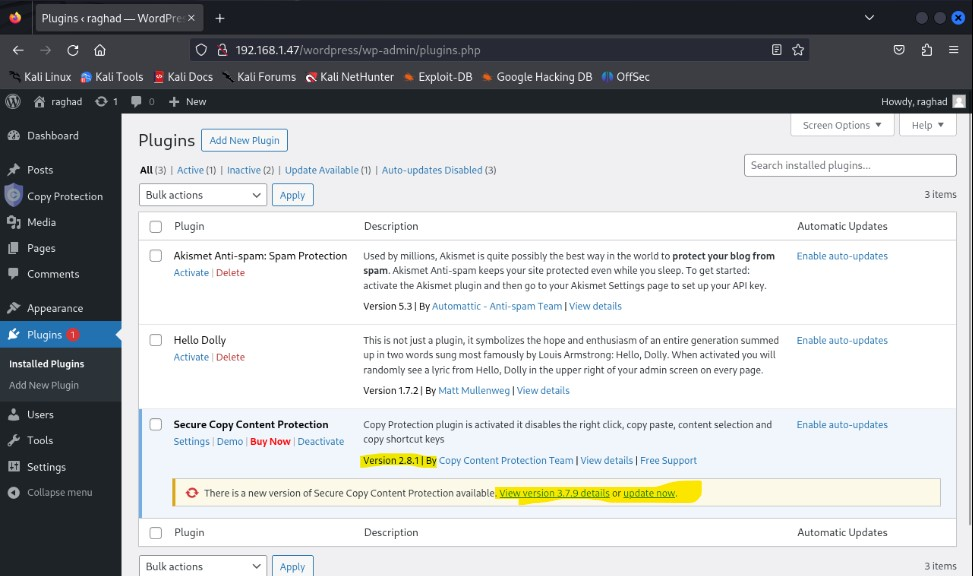 Plugins ‹ raghad — WordPres
192.168.1.47/wordpress/wp-admin/plugins.php
Kali Linux Kali Tools Kali Docs Kali Forums Kali NetHunter Exploit-DB Google Hacking DB OffSec
raghad 1 0 New Howdy, raghad
Dashboard
Posts
Copy Protection
Media
Pages
Comments
Appearance
Plugins 1
Installed Plugins
Add New Plugin
Users
Tools
Settings
Collapse menu
Screen Options Help
Plugins Add New Plugin
All (3) | Active (1) | Inactive (2) | Update Available (1) | Auto-updates Disabled (3)
Search installed plugins...
Bulk actions Apply 3 items
Plugin Description Automatic Updates
Akismet Anti-spam: Spam Protection
Activate | Delete
Used by millions, Akismet is quite possibly the best way in the world to protect your blog from
spam. Akismet Anti-spam keeps your site protected even while you sleep. To get started:
activate the Akismet plugin and then go to your Akismet Settings page to set up your API key.
Version 5.3 | By Automattic - Anti-spam Team | View details
Enable auto-updates
Hello Dolly
Activate | Delete
This is not just a plugin, it symbolizes the hope and enthusiasm of an entire generation summed
up in two words sung most famously by Louis Armstrong: Hello, Dolly. When activated you will
randomly see a lyric from Hello, Dolly in the upper right of your admin screen on every page.
Version 1.7.2 | By Matt Mullenweg | View details
Enable auto-updates
Secure Copy Content Protection
Settings | Demo | Buy Now | Deactivate
Copy Protection plugin is activated it disables the right click, copy paste, content selection and
copy shortcut keys
Version 2.8.1 | By Copy Content Protection Team | View details | Free Support
Enable auto-updates
There is a new version of Secure Copy Content Protection available. View version 3.7.9 details or update now.
Plugin Description Automatic Updates
Bulk actions Apply 3 items